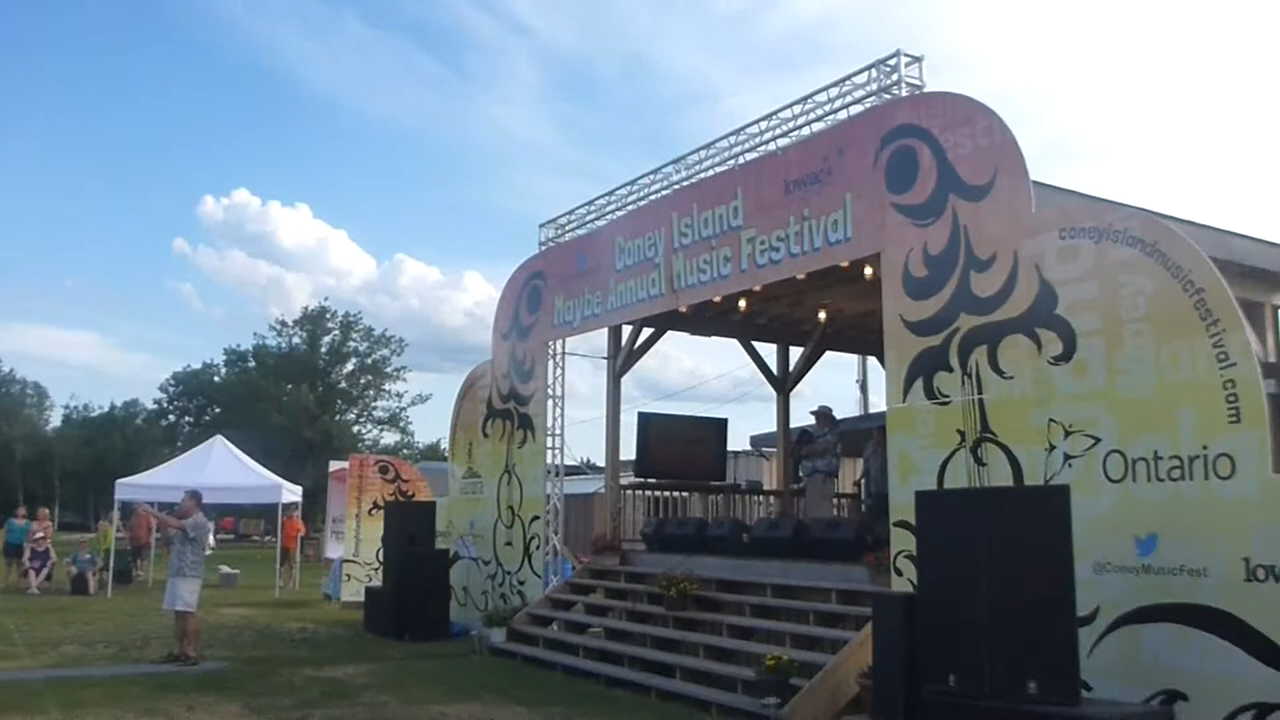 Coney Island
Maybe Annual Music Festival
coneyislandmusicfestival.com
Ontario
@ConeyMusicFest